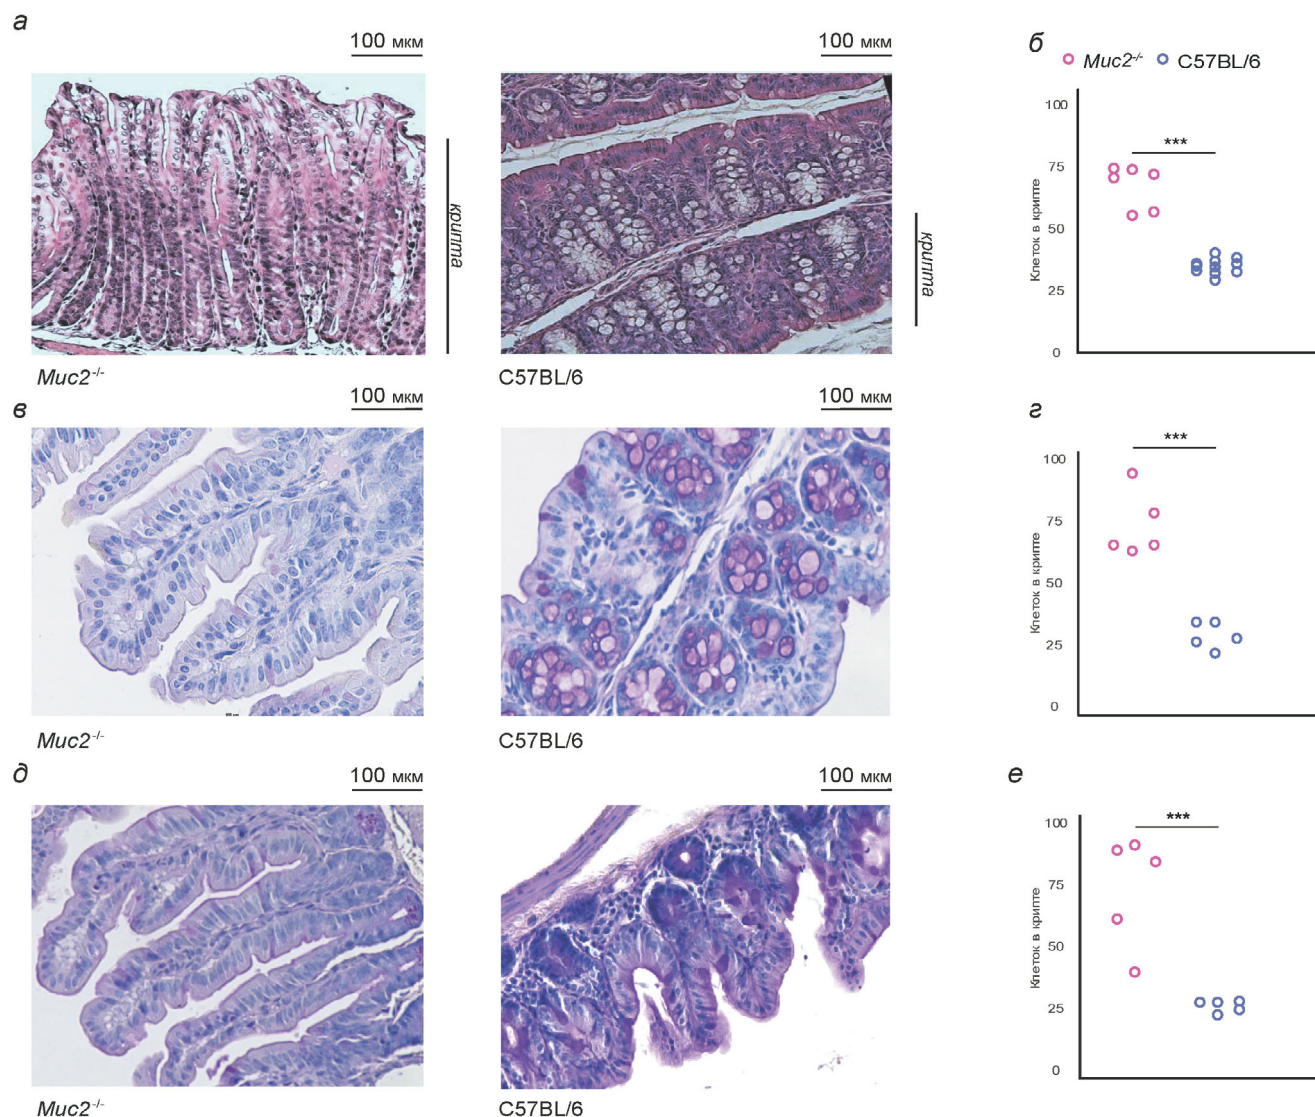 а
100 мкм
100 мкм
крипта
крипта
Muc2-/-
C57BL/6
б
Muc2-/-
C57BL/6
100
75
50
25
0
Клеток в крипте
***
в
100 мкм
100 мкм
Muc2-/-
C57BL/6
г
100
75
50
25
0
Клеток в крипте
***
д
100 мкм
100 мкм
Muc2-/-
C57BL/6
е
100
75
50
25
0
Клеток в крипте
***